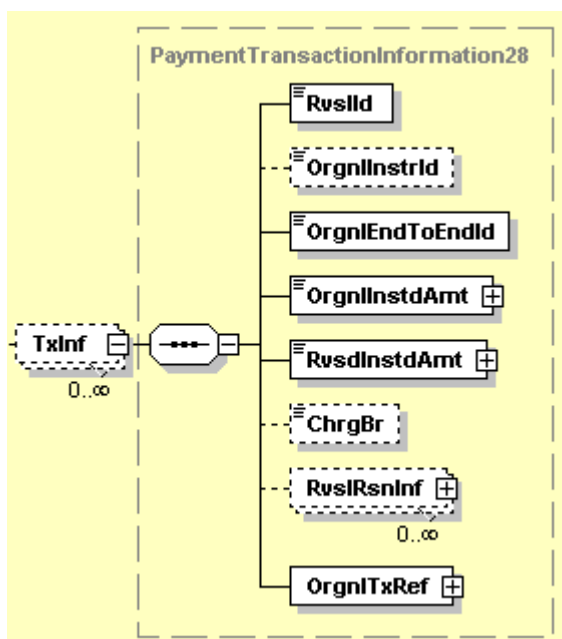 PaymentTransactionInformation28
RvslId
OrgnlInstrId
OrgnlEndToEndId
OrgnlInstdAmt
TxInf
0..∞
RvsdInstdAmt
ChrgBr
RvslRsnInf
0..∞
OrgnlTxRef